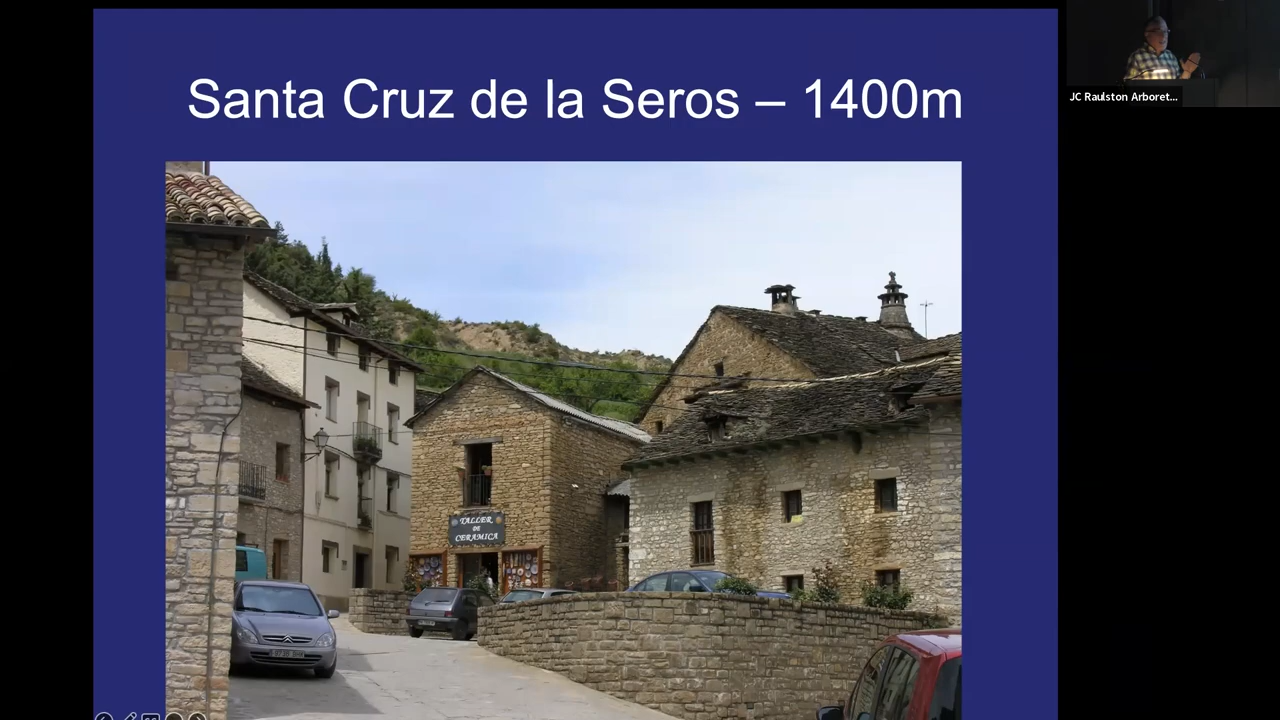 Santa Cruz de la Seros – 1400m
JC Raulston Arboret...
TALLER
DE
CERAMICA